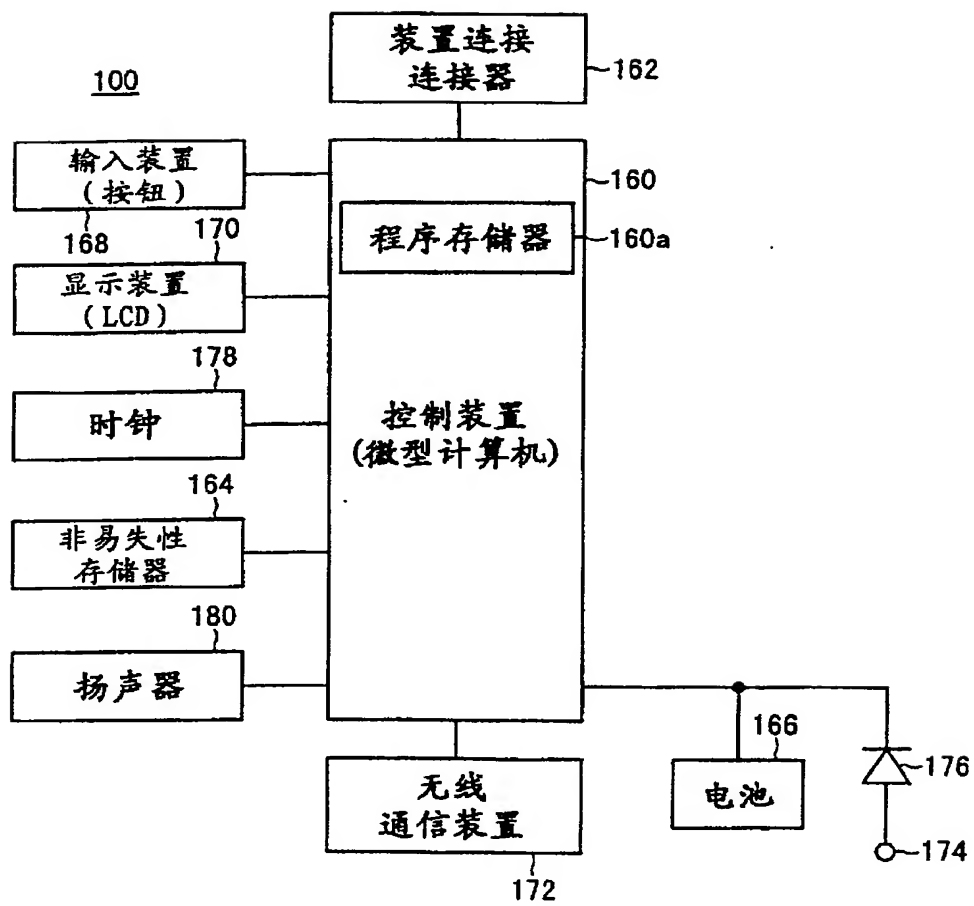 装置连接
连接器
162
100
输入装置
(按钮)
168
160
程序存储器
160a
170
显示装置
(LCD)
178
时钟
控制装置
(微型计算机)
164
非易失性
存储器
180
扬声器
166
电池
176
174
无线
通信装置
172